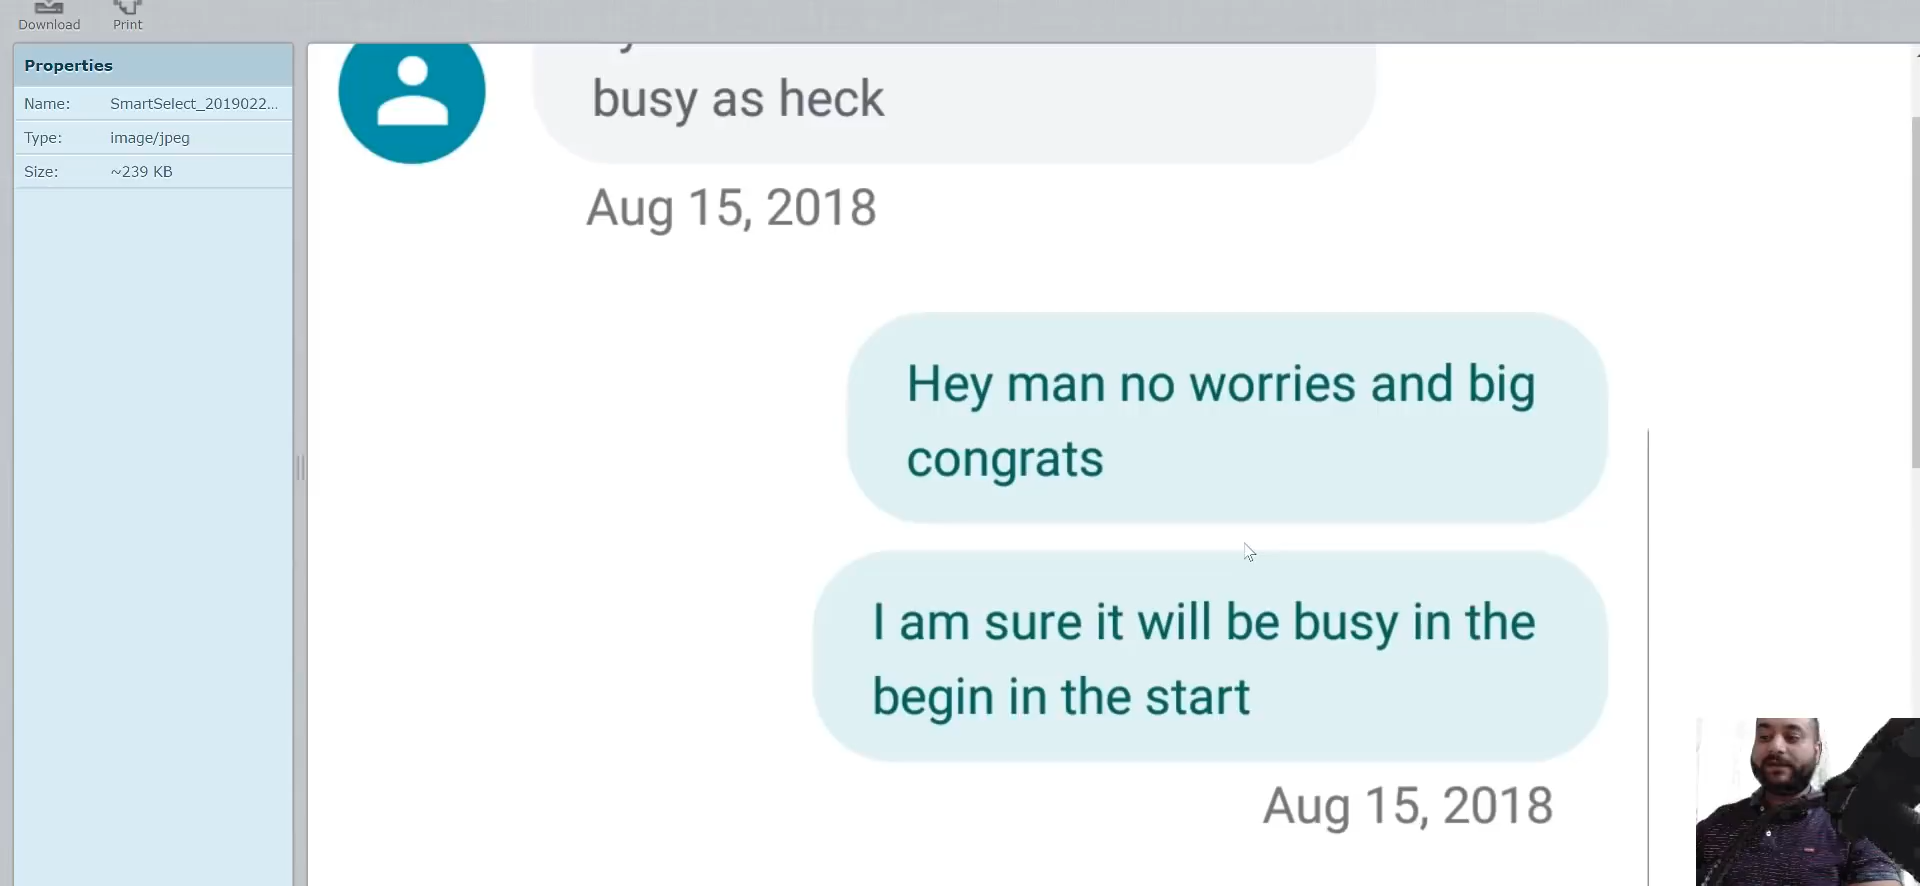 Download Print
Properties
Name: SmartSelect_2019022...
Type: image/jpeg
Size: ~239 KB
busy as heck
Aug 15, 2018
Hey man no worries and big
congrats
I am sure it will be busy in the
begin in the start
Aug 15, 2018